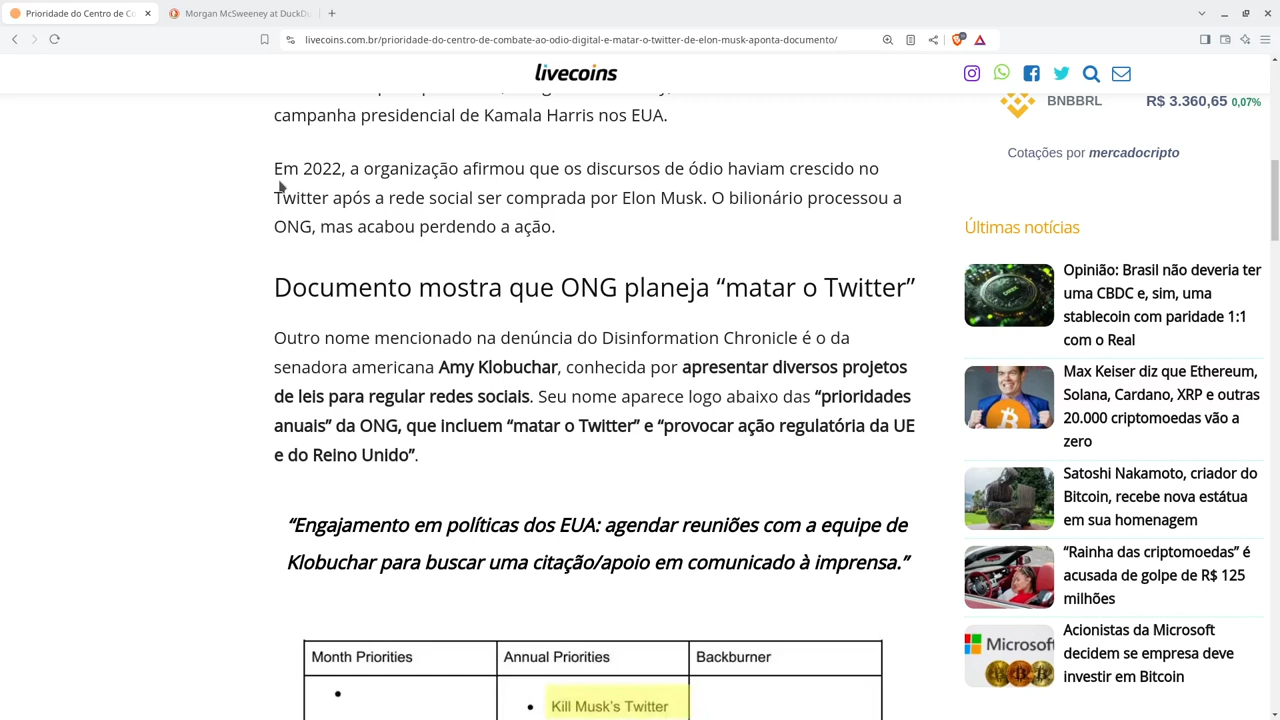 Prioridade do Centro de Co
Morgan McSweeney at DuckDu
livecoins.com.br/prioridade-do-centro-de-combate-ao-odio-digital-e-matar-o-twitter-de-elon-musk-aponta-documento/
livecoins
campanha presidencial de Kamala Harris nos EUA.
Em 2022, a organização afirmou que os discursos de ódio haviam crescido no
Twitter após a rede social ser comprada por Elon Musk. O bilionário processou a
ONG, mas acabou perdendo a ação.
Documento mostra que ONG planeja “matar o Twitter”
Outro nome mencionado na denúncia do Disinformation Chronicle é o da
senadora americana Amy Klobuchar, conhecida por apresentar diversos projetos
de leis para regular redes sociais. Seu nome aparece logo abaixo das “prioridades
anuais” da ONG, que incluem “matar o Twitter” e “provocar ação regulatória da UE
e do Reino Unido”.
“Engajamento em políticas dos EUA: agendar reuniões com a equipe de
Klobuchar para buscar uma citação/apoio em comunicado à imprensa.”
Month Priorities
Annual Priorities
Backburner
Kill Musk's Twitter
BNBBRL
R$ 3.360,65 0,07%
Cotações por mercadocripto
Últimas notícias
Opinião: Brasil não deveria ter
uma CBDC e, sim, uma
stablecoin com paridade 1:1
com o Real
Max Keiser diz que Ethereum,
Solana, Cardano, XRP e outras
20.000 criptomoedas vão a
zero
Satoshi Nakamoto, criador do
Bitcoin, recebe nova estátua
em sua homenagem
“Rainha das criptomoedas” é
acusada de golpe de R$ 125
milhões
Microsoft
Acionistas da Microsoft
decidem se empresa deve
investir em Bitcoin